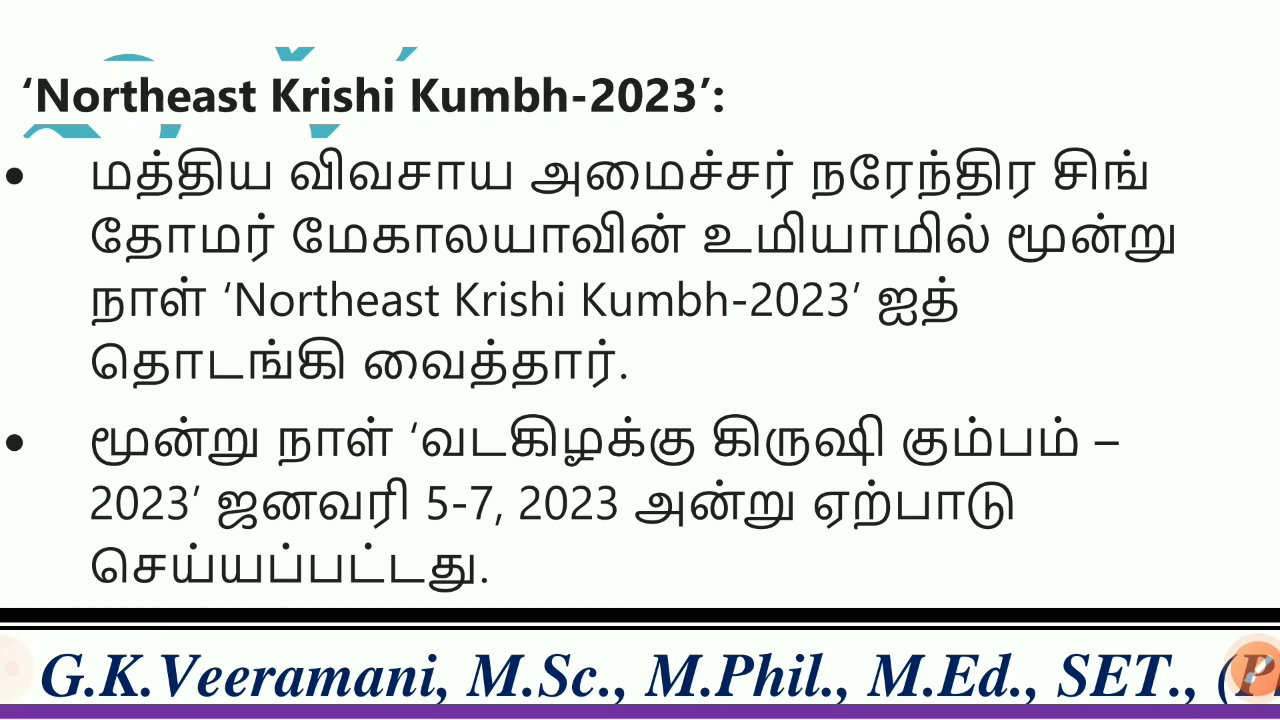 ‘Northeast Krishi Kumbh-2023’:
• மத்திய விவசாய அமைச்சர் நரேந்திர சிங்
தோமர் மேகாலயாவின் உமியாமில் மூன்று
நாள் ‘Northeast Krishi Kumbh-2023’ ஐத்
தொடங்கி வைத்தார்.
• மூன்று நாள் ‘வடகிழக்கு கிருஷி கும்பம் –
2023’ ஜனவரி 5-7, 2023 அன்று ஏற்பாடு
செய்யப்பட்டது.
G.K.Veeramani, M.Sc., M.Phil., M.Ed., SET.,